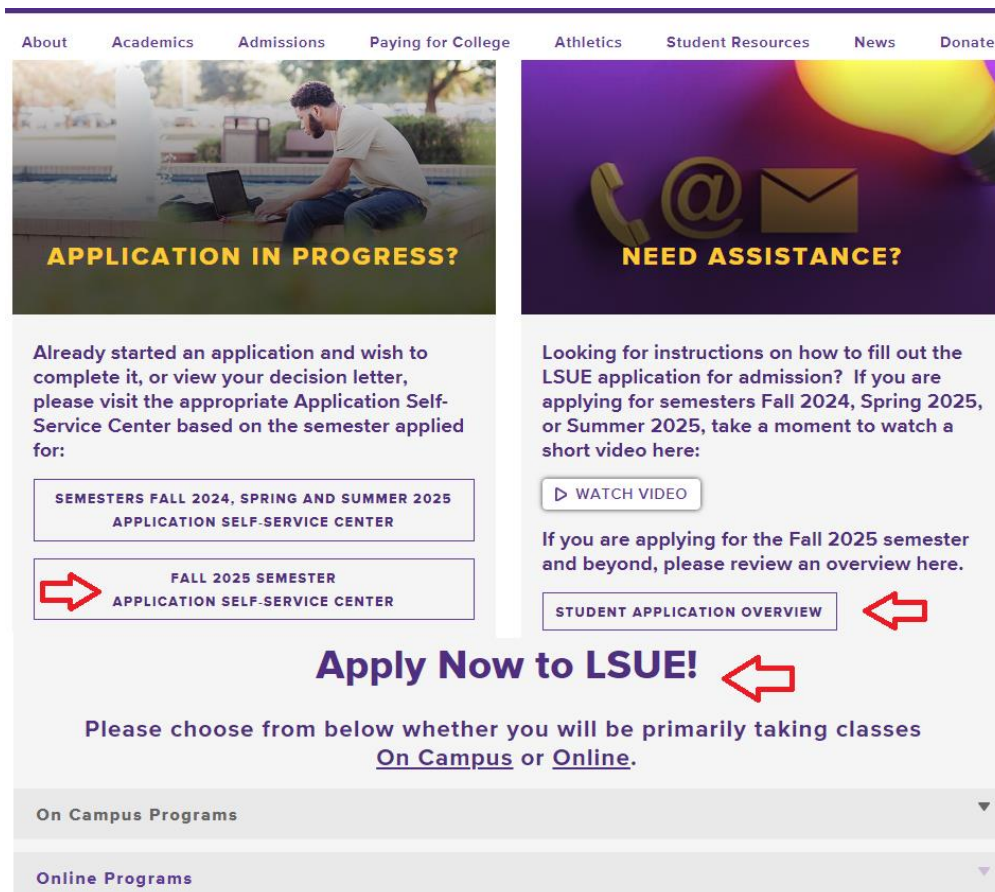 About Academics Admissions Paying for College Athletics Student Resources News Donate
APPLICATION IN PROGRESS?
Already started an application and wish to
complete it, or view your decision letter,
please visit the appropriate Application Self-
Service Center based on the semester applied
for:
SEMESTERS FALL 2024, SPRING AND SUMMER 2025
APPLICATION SELF-SERVICE CENTER
FALL 2025 SEMESTER
APPLICATION SELF-SERVICE CENTER
@
NEED ASSISTANCE?
Looking for instructions on how to fill out the
LSUE application for admission? If you are
applying for semesters Fall 2024, Spring 2025,
or Summer 2025, take a moment to watch a
short video here:
WATCH VIDEO
If you are applying for the Fall 2025 semester
and beyond, please review an overview here.
STUDENT APPLICATION OVERVIEW
Apply Now to LSUE!
Please choose from below whether you will be primarily taking classes
On Campus or Online.
On Campus Programs
Online Programs